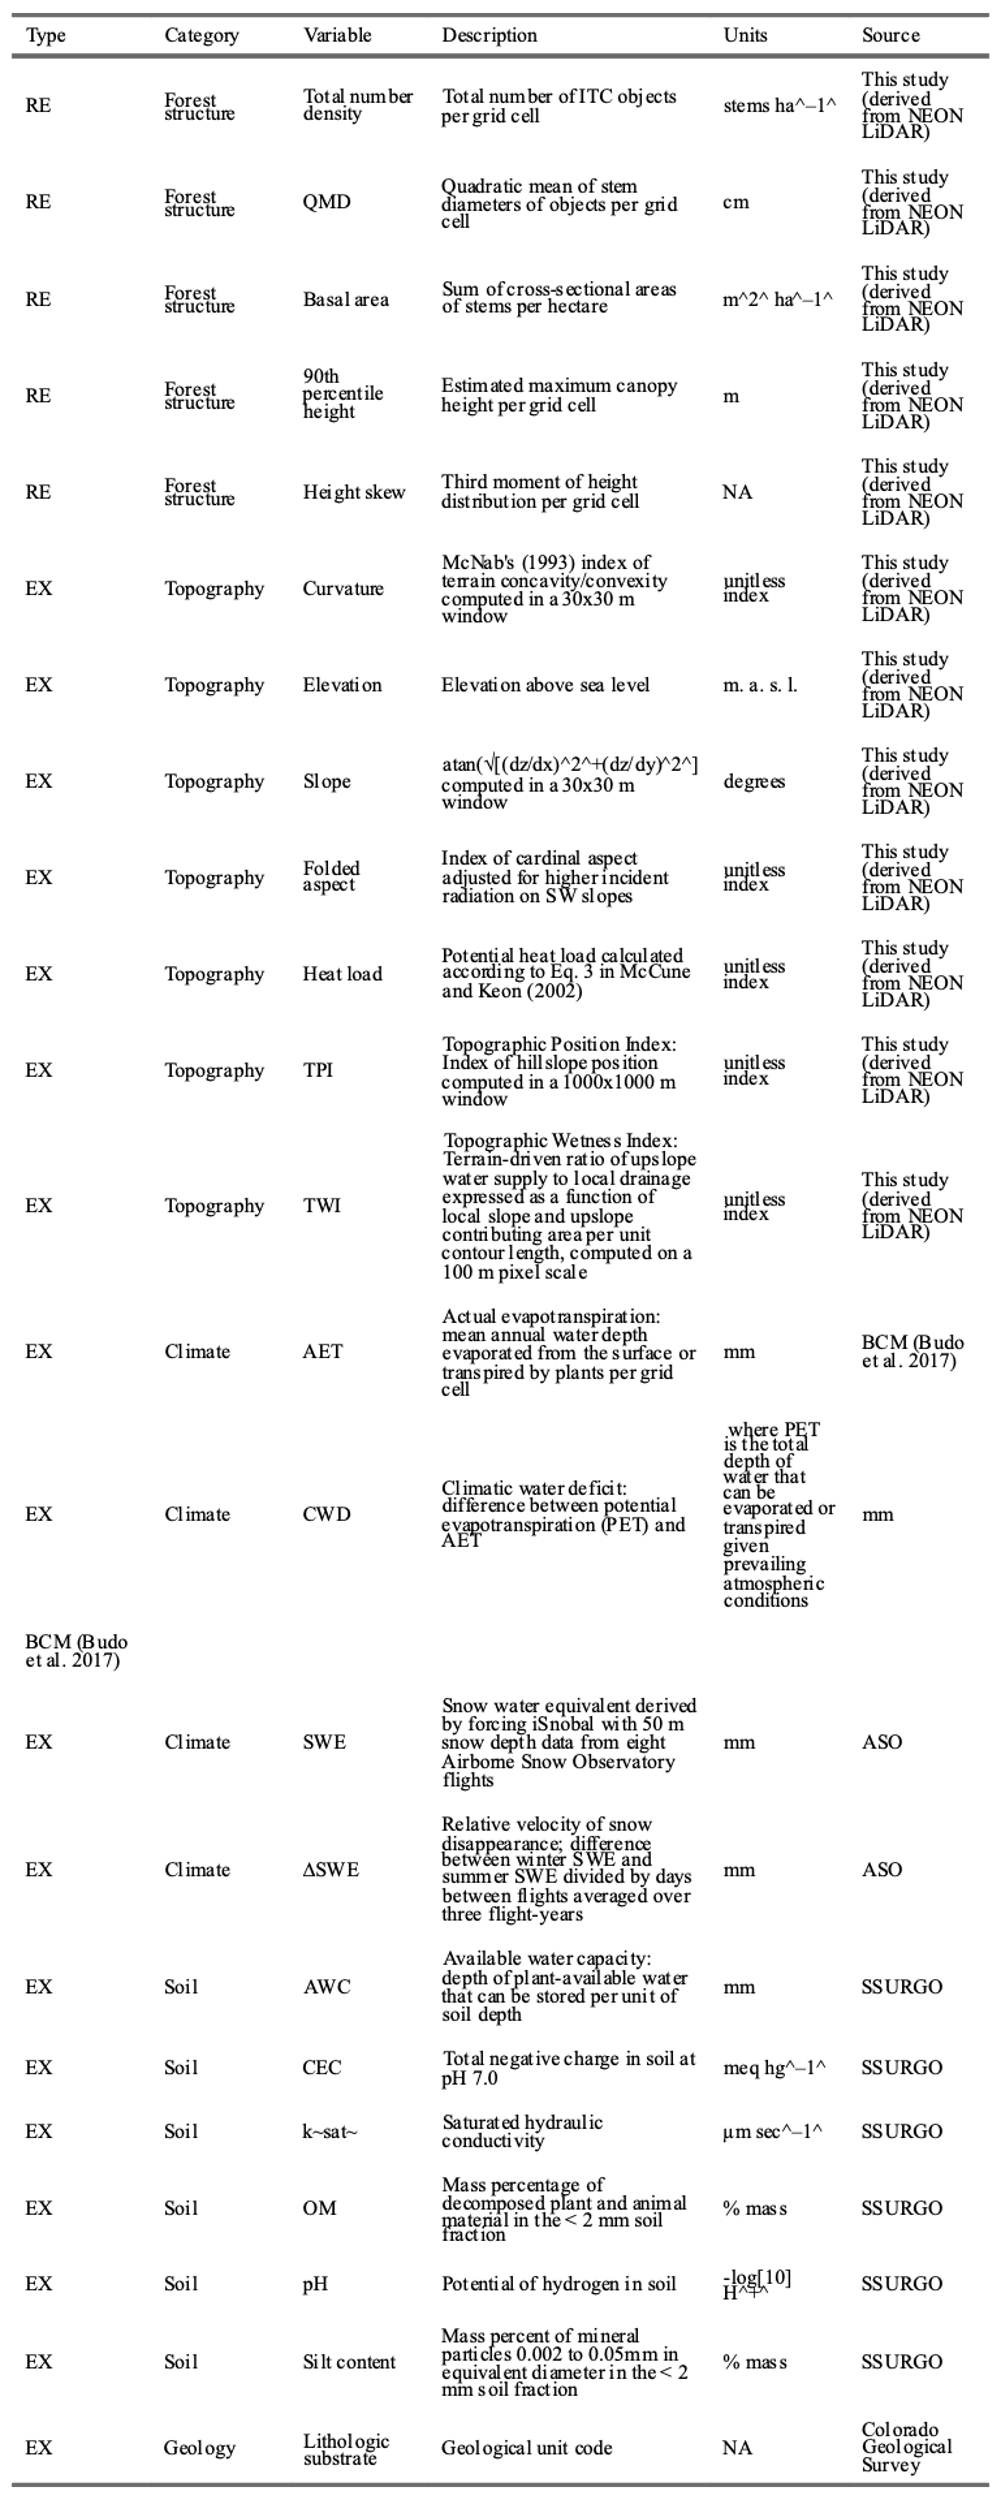 Type Category Variable Description Units Source
RE
Forest
structure
Total number
density
Total number of ITC objects
per grid cell
stems ha^–1^
This study
(derived
from NEON
LiDAR)
RE
Forest
structure
QMD
Quadratic mean of stem
diameters of objects per grid
cell
cm
This study
(derived
from NEON
LiDAR)
RE
Forest
structure
Basal area
Sum of cross-sectional areas
of stems per hectare
m^2^ ha^–1^
This study
(derived
from NEON
LiDAR)
RE
Forest
structure
90th
percentile
height
Estimated maximum canopy
height per grid cell
m
This study
(derived
from NEON
LiDAR)
RE
Forest
structure
Height skew
Third moment of height
distribution per grid cell
NA
This study
(derived
from NEON
LiDAR)
EX
Topography
Curvature
McNab's (1993) index of
terrain concavity/convexity
computed in a 30x30 m
window
unitless
index
This study
(derived
from NEON
LiDAR)
EX
Topography
Elevation
Elevation above sea level
m. a. s. l.
This study
(derived
from NEON
LiDAR)
EX
Topography
Slope
atan(√[(dz/dx)^2^+(dz/dy)^2^]
computed in a 30x30 m
window
degrees
This study
(derived
from NEON
LiDAR)
EX
Topography
Folded
aspect
Index of cardinal aspect
adjusted for higher incident
radiation on SW slopes
unitless
index
This study
(derived
from NEON
LiDAR)
EX
Topography
Heat load
Potential heat load calculated
according to Eq. 3 in McCune
and Keon (2002)
unitless
index
This study
(derived
from NEON
LiDAR)
EX
Topography
TPI
Topographic Position Index:
Index of hillslope position
computed in a 1000x1000 m
window
unitless
index
This study
(derived
from NEON
LiDAR)
EX
Topography
TWI
Topographic Wetness Index:
Terrain-driven ratio of upslope
water supply to local drainage
expressed as a function of
local slope and upslope
contributing area per unit
contour length, computed on a
100 m pixel scale
unitless
index
This study
(derived
from NEON
LiDAR)
EX
Climate
AET
Actual evapotranspiration:
mean annual water depth
evaporated from the surface or
transpired by plants per grid
cell
mm
BCM (Budo
et al. 2017)
EX
Climate
CWD
Climatic water deficit:
difference between potential
evapotranspiration (PET) and
AET
where PET
is the total
depth of
water that
can be
evaporated or
transpired
given
prevailing
atmospheric
conditions
mm
BCM (Budo
et al. 2017)
EX
Climate
SWE
Snow water equivalent derived
by forcing iSnobal with 50 m
snow depth data from eight
Airborne Snow Observatory
flights
mm
ASO
EX
Climate
ΔSWE
Relative velocity of snow
disappearance; difference
between winter SWE and
summer SWE divided by days
between flights averaged over
three flight-years
mm
ASO
EX
Soil
AWC
Available water capacity:
depth of plant-available water
that can be stored per unit of
soil depth
mm
SSURGO
EX
Soil
CEC
Total negative charge in soil at
pH 7.0
meq hg^–1^
SSURGO
EX
Soil
k~sat~
Saturated hydraulic
conductivity
µm sec^–1^
SSURGO
EX
Soil
OM
Mass percentage of
decomposed plant and animal
material in the < 2 mm soil
fraction
% mass
SSURGO
EX
Soil
pH
Potential of hydrogen in soil
-log[10]
H^+^
SSURGO
EX
Soil
Silt content
Mass percent of mineral
particles 0.002 to 0.05mm in
equivalent diameter in the < 2
mm soil fraction
% mass
SSURGO
EX
Geology
Lithologic
substrate
Geological unit code
NA
Colorado
Geological
Survey